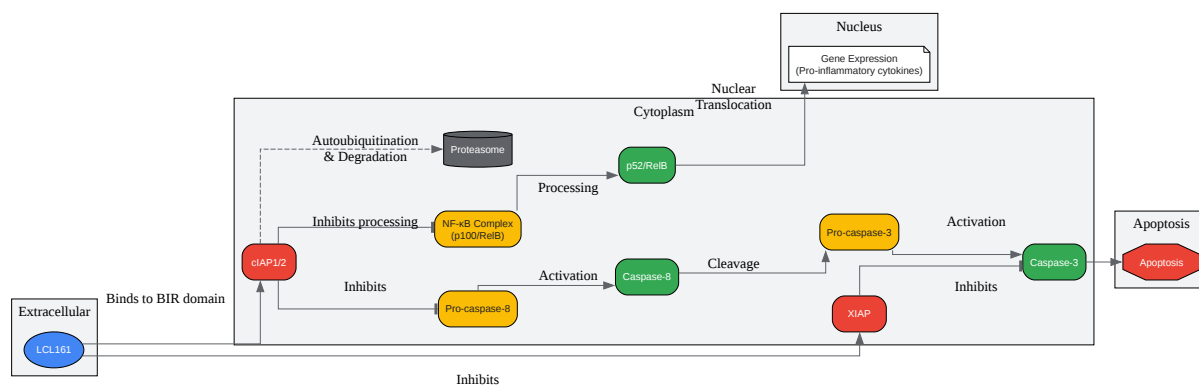 Nucleus
Gene Expression
(Pro-inflammatory cytokines)
Nuclear
Translocation
Cytoplasm
Autoubiquitination
& Degradation
Proteasome
p52/RelB
Processing
Inhibits processing
NF-κB Complex
(p100/RelB)
cIAP1/2
Pro-caspase-3
Activation
Apoptosis
Apoptosis
Caspase-3
Cleavage
Caspase-8
Activation
Inhibits
Pro-caspase-8
Inhibits
XIAP
Binds to BIR domain
Extracellular
LCL161
Inhibits